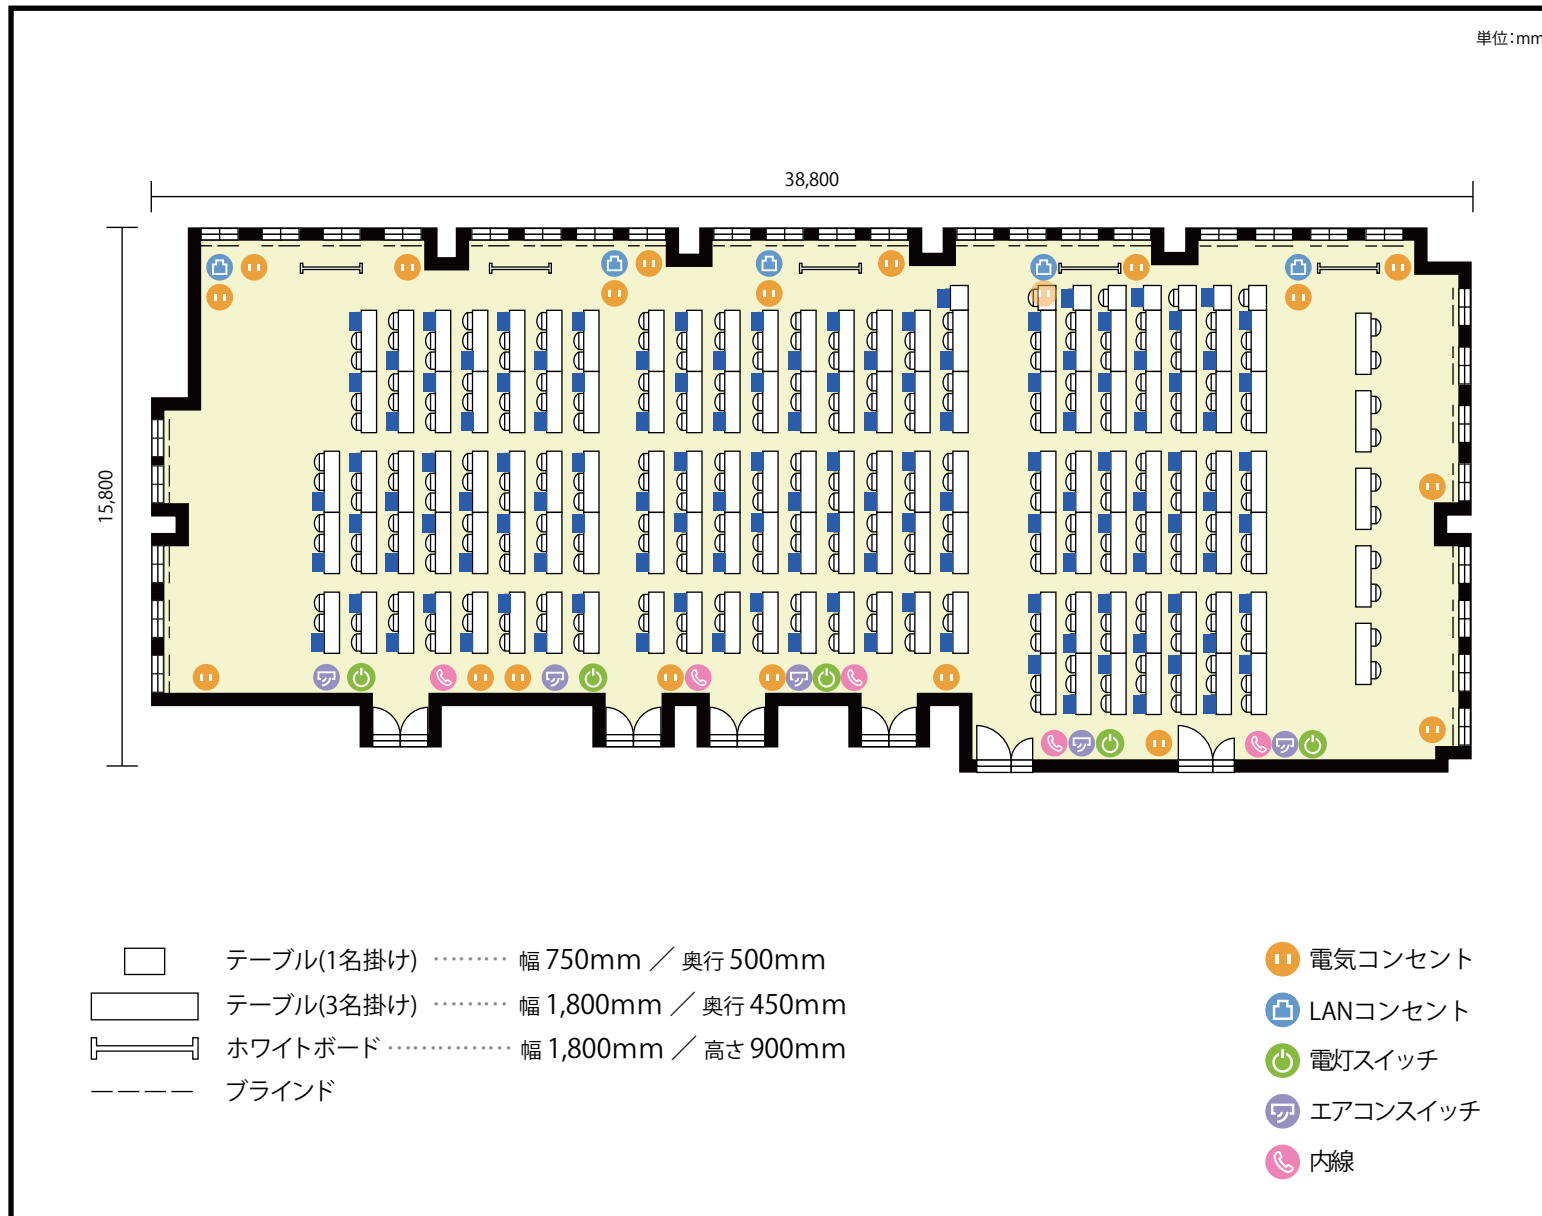 単位：mm
38,800
15,800
テーブル(1名掛け) ········· 幅 750mm ／ 奥行 500mm
テーブル(3名掛け) ········· 幅 1,800mm ／ 奥行 450mm
ホワイトボード ··············· 幅 1,800mm ／ 高さ 900mm
ブラインド
電気コンセント
LANコンセント
電灯スイッチ
エアコンスイッチ
内線